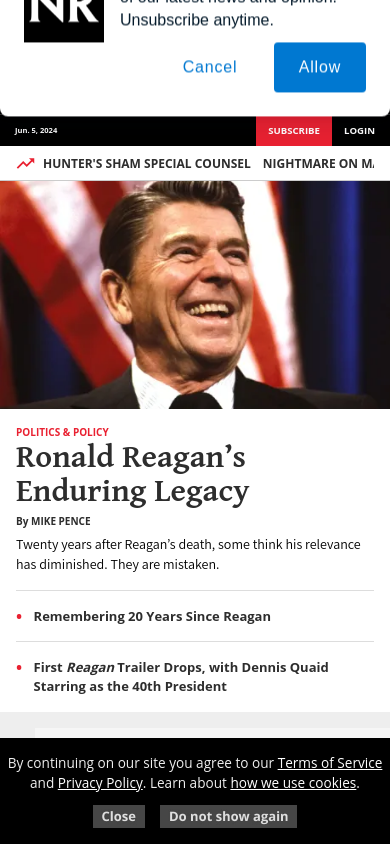 NR
of our latest news and opinion.
Unsubscribe anytime.
Cancel
Allow
Jun. 5, 2024
SUBSCRIBE
LOGIN
HUNTER'S SHAM SPECIAL COUNSEL NIGHTMARE ON
POLITICS & POLICY
Ronald Reagan’s
Enduring Legacy
By MIKE PENCE
Twenty years after Reagan’s death, some think his relevance
has diminished. They are mistaken.
Remembering 20 Years Since Reagan
First Reagan Trailer Drops, with Dennis Quaid
Starring as the 40th President
By continuing on our site you agree to our Terms of Service
and Privacy Policy. Learn about how we use cookies.
Close
Do not show again